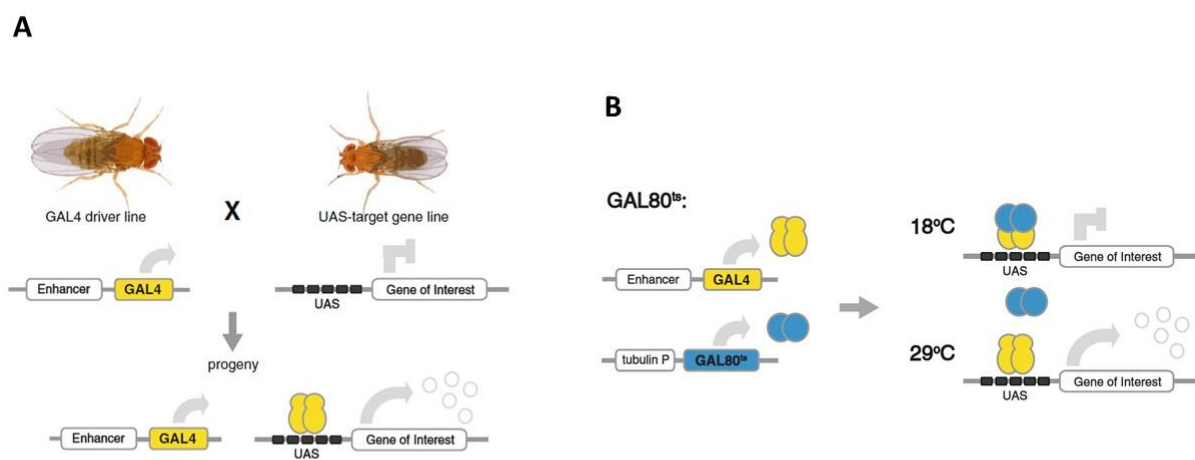 A
GAL4 driver line
X
UAS-target gene line
Enhancer
GAL4
UAS
Gene of Interest
progeny
Enhancer
GAL4
UAS
Gene of Interest
B
GAL80ᵗˢ:
Enhancer
GAL4
tubulin P
GAL80ᵗˢ
18ºC
UAS
Gene of Interest
29ºC
UAS
Gene of Interest